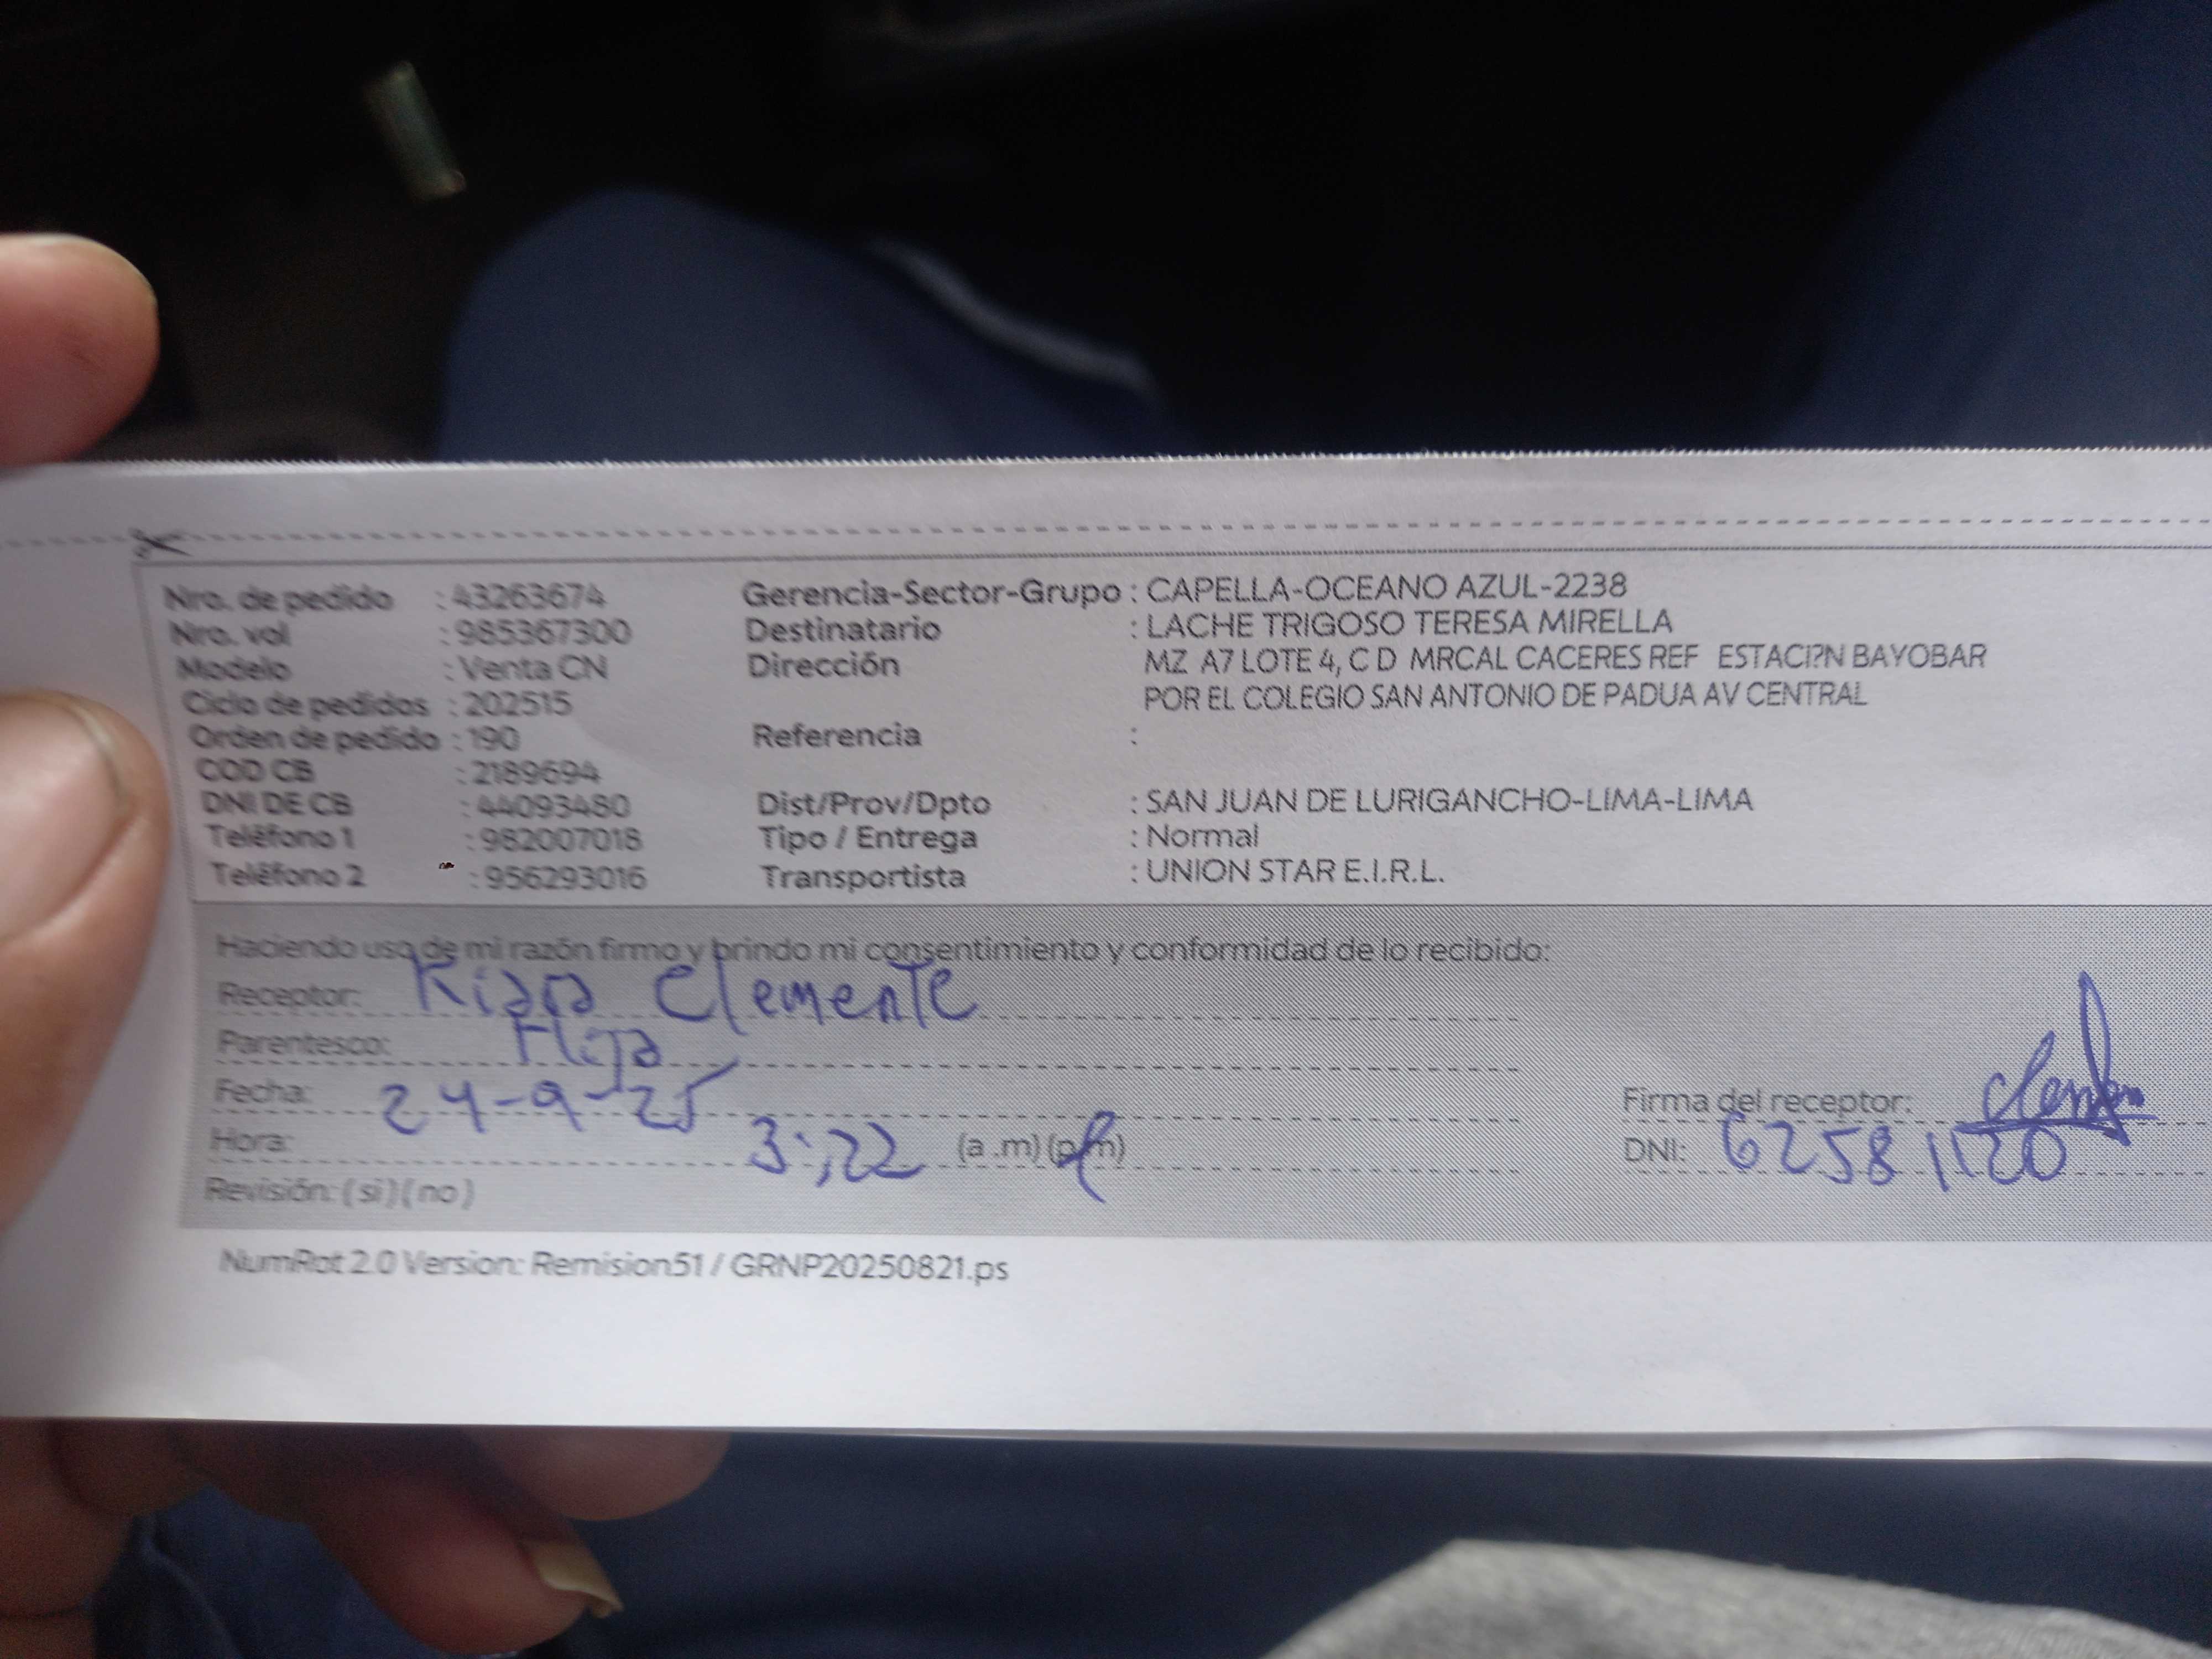 Nro. de pedido : 43263674 Gerencia-Sector-Grupo : CAPELLA-OCEANO AZUL-2238
Nro. vol : 985367300 Destinatario : LACHE TRIGOSO TERESA MIRELLA
Modelo : Venta CN Dirección MZ A7 LOTE 4, C D MRCAL CACERES REF ESTACI?N BAYOBAR
Ciclo de pedidos : 202515 POR EL COLEGIO SAN ANTONIO DE PADUA AV CENTRAL
Orden de pedido : 190 Referencia :
COD CB : 2189694
DNI DE CB : 44093480 Dist/Prov/Dpto : SAN JUAN DE LURIGANCHO-LIMA-LIMA
Teléfono 1 : 982007018 Tipo / Entrega : Normal
Teléfono 2 : 956293016 Transportista : UNION STAR E.I.R.L.
Haciendo uso de mi razón firmo y brindo mi consentimiento y conformidad de lo recibido:
Receptor: Kiara Clemente
Parentesco: Hija
Fecha: 24-9-25 Firma del receptor:
Hora: 3:22 (a .m) (p.m) DNI: 62581120
Revisión: ( si ) ( no )
NumRot 2.0 Version: Remision51 / GRNP20250821.ps